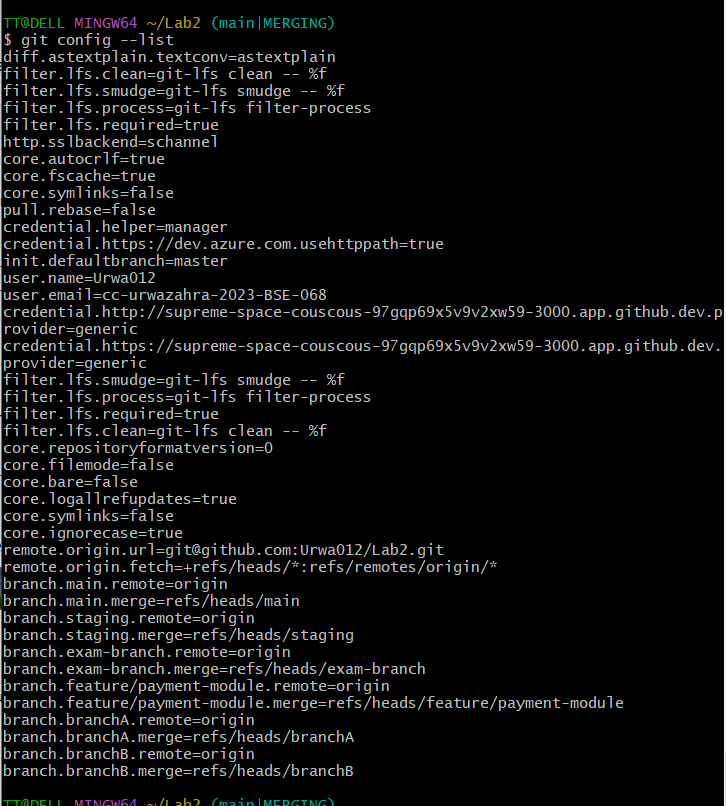 TT@DELL MINGW64 ~/Lab2 (main|MERGING)
$ git config --list
diff.astextplain.textconv=astextplain
filter.lfs.clean=git-lfs clean -- %f
filter.lfs.smudge=git-lfs smudge -- %f
filter.lfs.process=git-lfs filter-process
filter.lfs.required=true
http.sslbackend=schannel
core.autocrlf=true
core.fscache=true
core.symlinks=false
pull.rebase=false
credential.helper=manager
credential.https://dev.azure.com.usehttppath=true
init.defaultbranch=master
user.name=Urwa012
user.email=cc-urwazahra-2023-BSE-068
credential.http://supreme-space-couscous-97gqp69x5v9v2xw59-3000.app.github.dev.p
rovider=generic
credential.https://supreme-space-couscous-97gqp69x5v9v2xw59-3000.app.github.dev.
provider=generic
filter.lfs.smudge=git-lfs smudge -- %f
filter.lfs.process=git-lfs filter-process
filter.lfs.required=true
filter.lfs.clean=git-lfs clean -- %f
core.repositoryformatversion=0
core.filemode=false
core.bare=false
core.logallrefupdates=true
core.symlinks=false
core.ignorecase=true
remote.origin.url=git@github.com:Urwa012/Lab2.git
remote.origin.fetch=+refs/heads/*:refs/remotes/origin/*
branch.main.remote=origin
branch.main.merge=refs/heads/main
branch.staging.remote=origin
branch.staging.merge=refs/heads/staging
branch.exam-branch.remote=origin
branch.exam-branch.merge=refs/heads/exam-branch
branch.feature/payment-module.remote=origin
branch.feature/payment-module.merge=refs/heads/feature/payment-module
branch.branchA.remote=origin
branch.branchA.merge=refs/heads/branchA
branch.branchB.remote=origin
branch.branchB.merge=refs/heads/branchB
TT@DELL MINGW64 ~/Lab2 (main|MERGING)